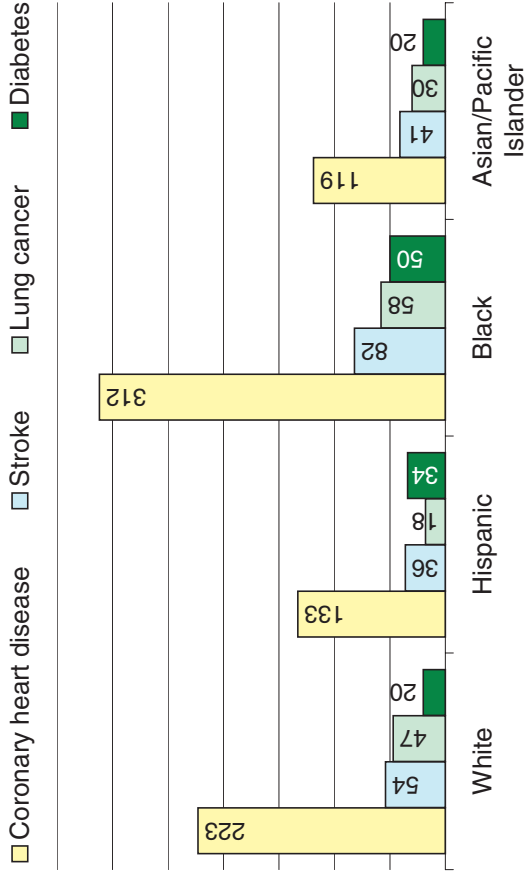 Coronary heart disease Stroke Lung cancer Diabetes
223
54
47
20
133
36
18
34
312
82
58
50
119
41
30
20
White
Hispanic
Black
Asian/Pacific
Islander